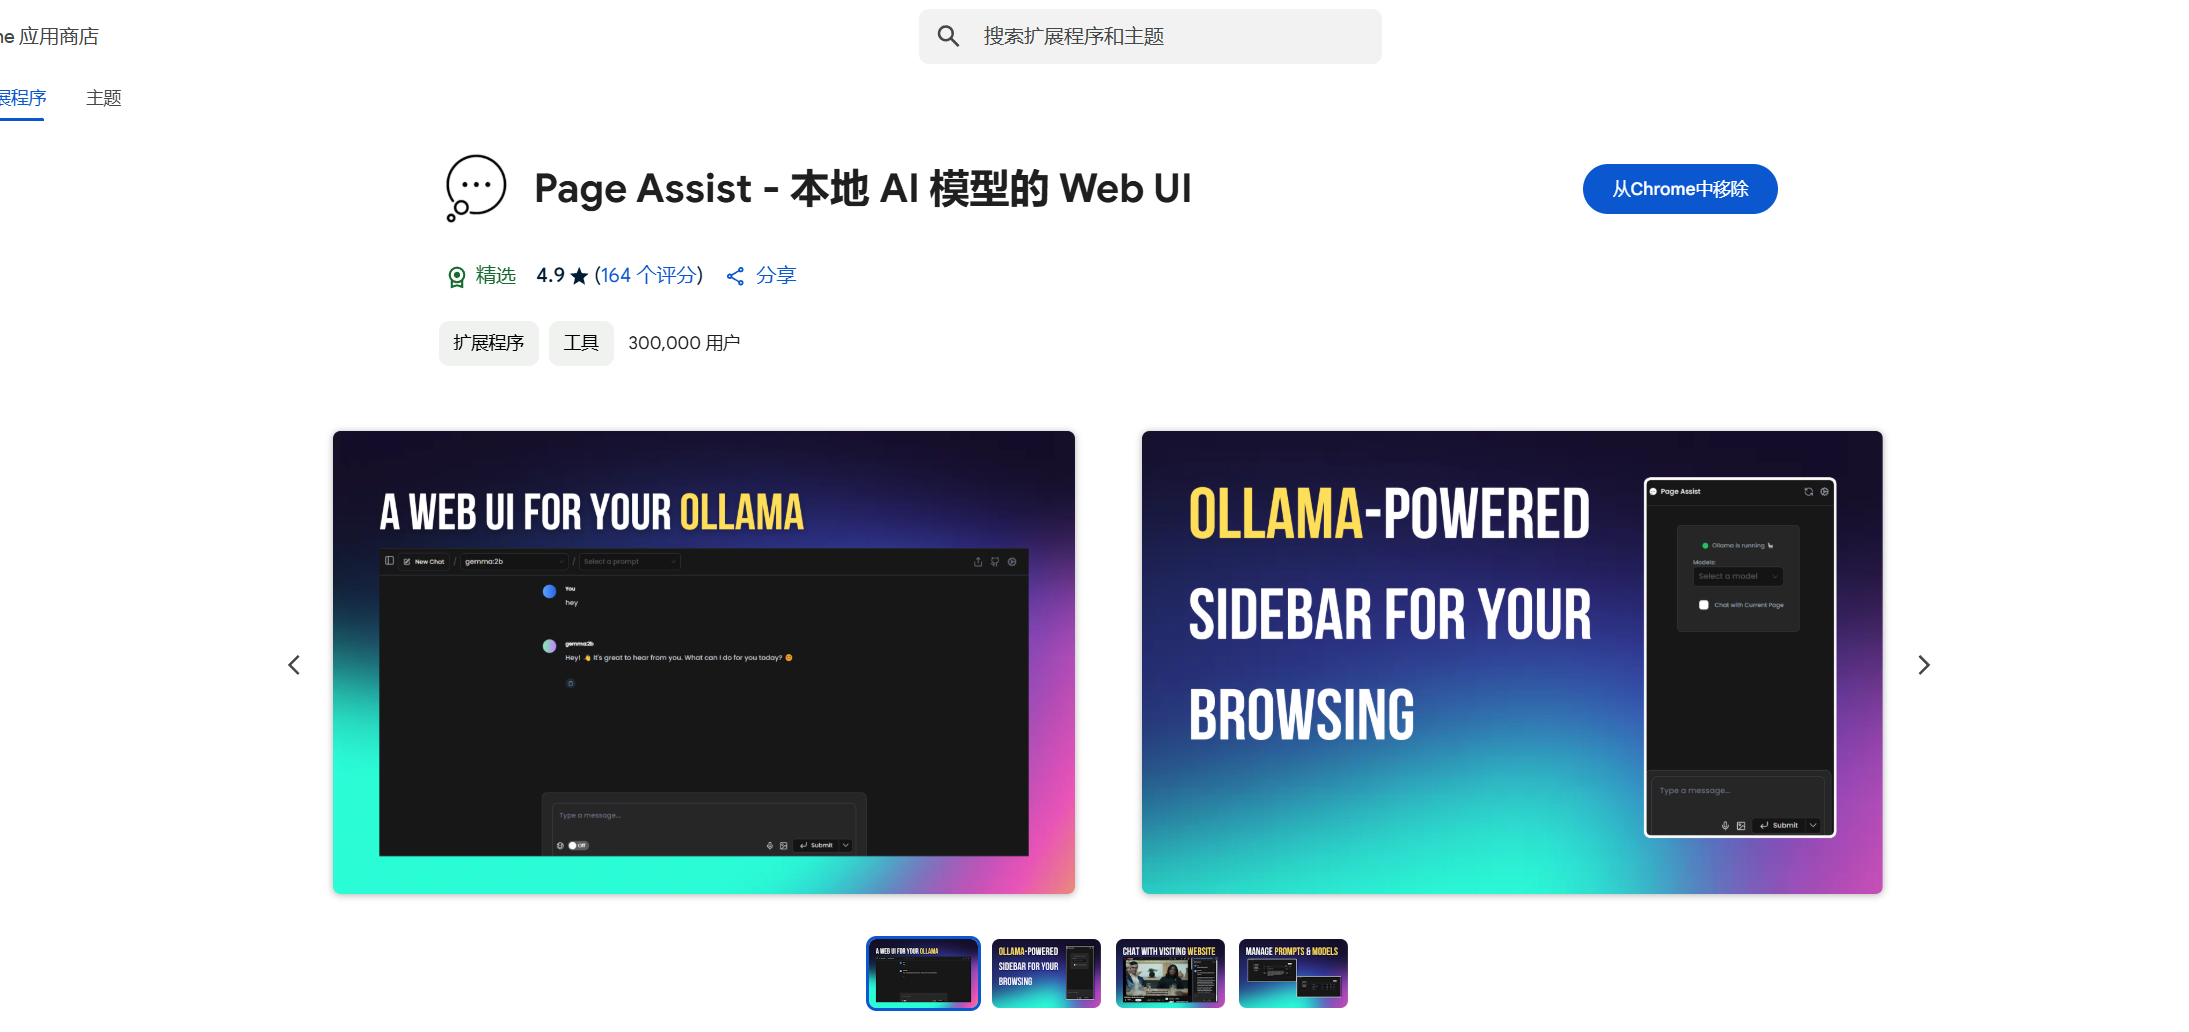 ne 应用商店
搜索扩展程序和主题
展程序
主题
Page Assist - 本地 AI 模型的 Web UI
从Chrome中移除
精选
4.9 ★ (164 个评分)
分享
扩展程序
工具
300,000 用户
A WEB UI FOR YOUR OLLAMA
New Chat / gemma:2b / Select a prompt
You
hey
gemma:2b
Hey! 👋 It's great to hear from you. What can I do for you today? 😊
Type a message...
Off
Submit
OLLAMA-POWERED
SIDEBAR FOR YOUR
BROWSING
Page Assist
Ollama is running 🦙
Models:
Select a model
Chat with Current Page
Type a message...
Submit
A WEB UI FOR YOUR OLLAMA
OLLAMA-POWERED
SIDEBAR FOR YOUR
BROWSING
CHAT WITH VISITING WEBSITE
MANAGE PROMPTS & MODELS